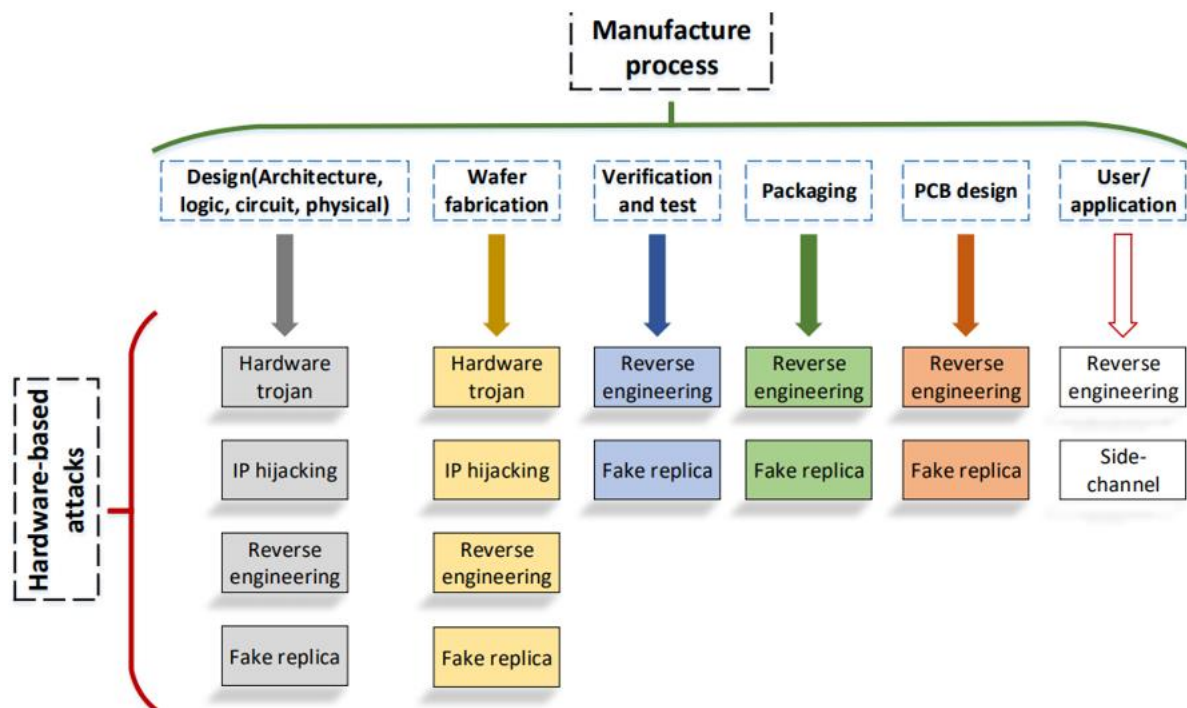 Manufacture
process
Design(Architecture,
logic, circuit, physical)
Wafer
fabrication
Verification
and test
Packaging
PCB design
User/
application
Hardware-based
attacks
Hardware
trojan
Hardware
trojan
Reverse
engineering
Reverse
engineering
Reverse
engineering
Reverse
engineering
IP hijacking
IP hijacking
Fake replica
Fake replica
Fake replica
Side-
channel
Reverse
engineering
Reverse
engineering
Fake replica
Fake replica